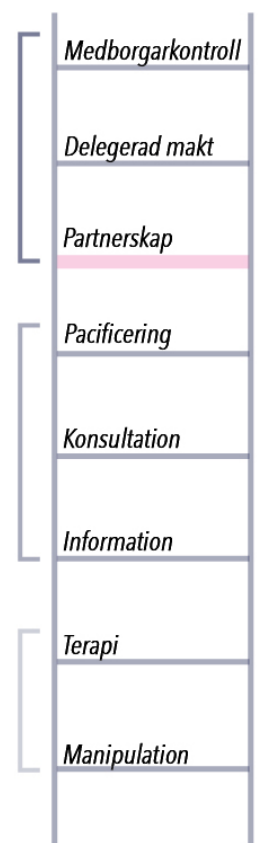 Medborgarkontroll
Delegerad makt
Partnerskap
Pacificering
Konsultation
Information
Terapi
Manipulation